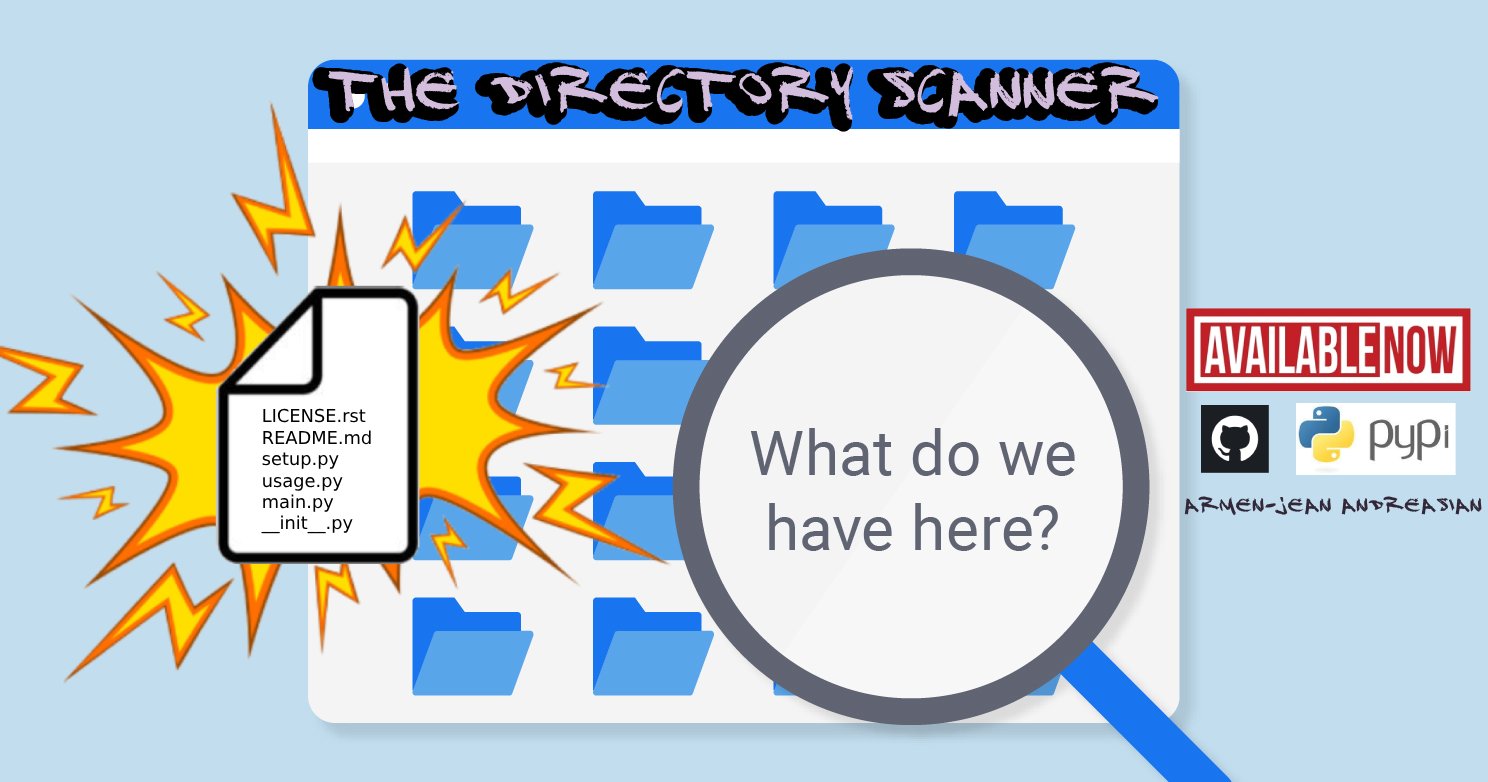 THE DIRECTORY SCANNER
LICENSE.rst
README.md
setup.py
usage.py
main.py
__init__.py
What do we
have here?
AVAILABLE NOW
pypi
ARMEN-JEAN ANDREASIAN